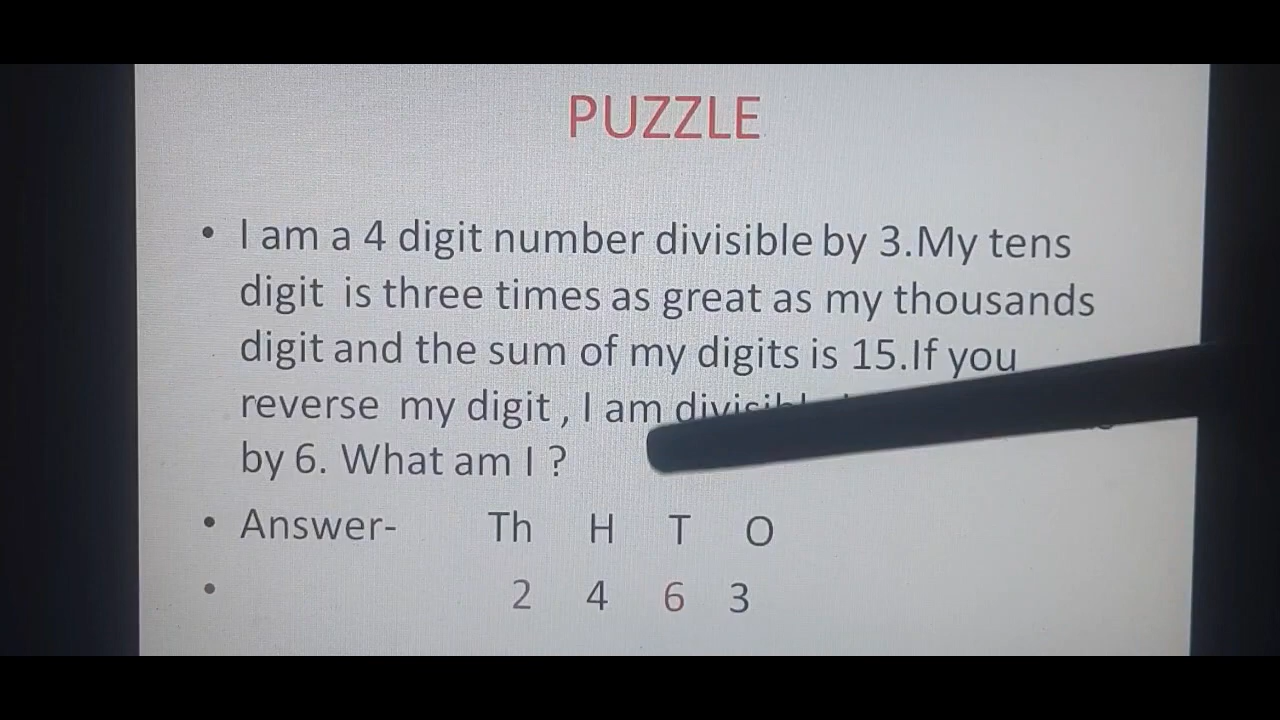 PUZZLE
• I am a 4 digit number divisible by 3.My tens
digit is three times as great as my thousands
digit and the sum of my digits is 15.If you
reverse my digit , I am
by 6. What am I ?
• Answer- Th H T O
• 2 4 6 3